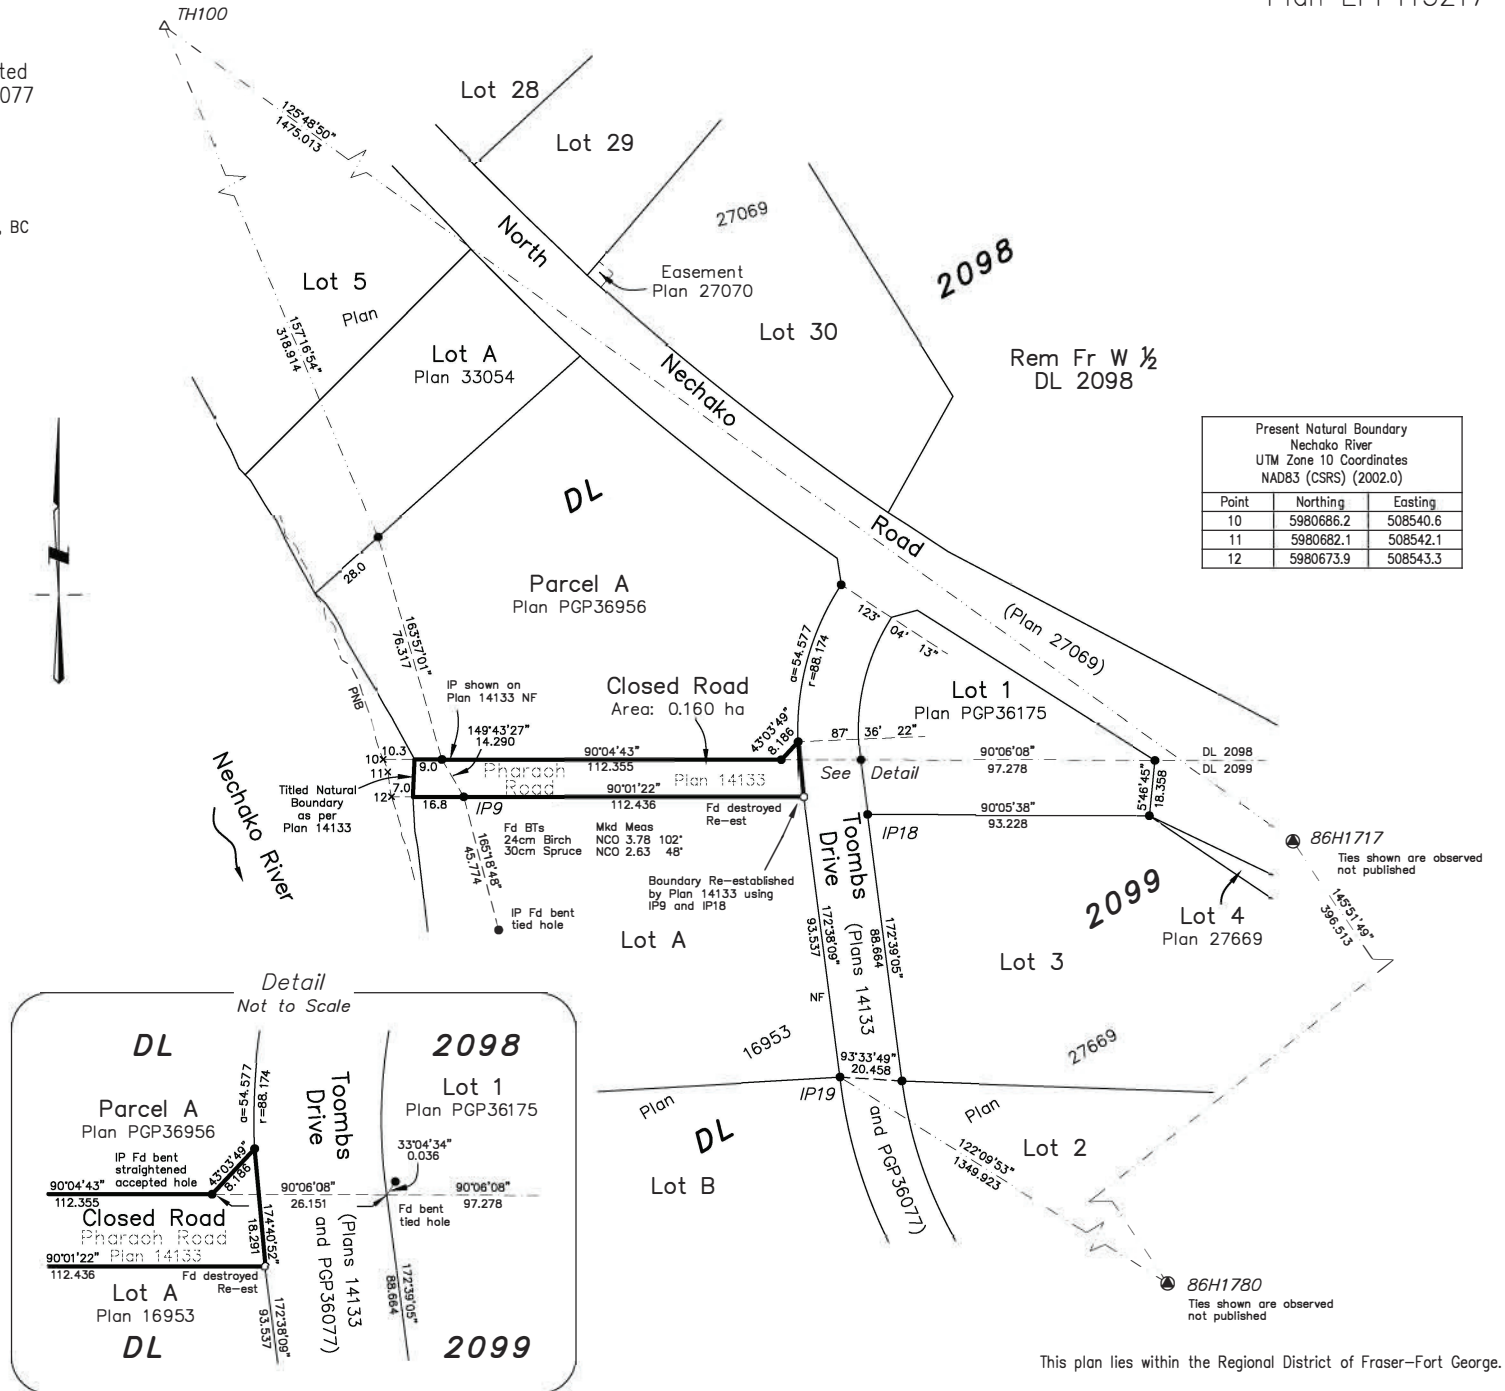 TH100
ted
077
, BC
125°48'50"
1475.013
Lot 28
Lot 29
27069
North
Easement
Plan 27070
2098
Lot 5
Plan
Lot 30
157°16'54"
318.914
Lot A
Plan 33054
Nechako
Rem Fr W ½
DL 2098
Present Natural Boundary
Nechako River
UTM Zone 10 Coordinates
NAD83 (CSRS) (2002.0)
Point Northing Easting
10 5980686.2 508540.6
11 5980682.1 508542.1
12 5980673.9 508543.3
DL
Road
28.0
Parcel A
Plan PGP36956
163°57'01"
76.317
a=54.577
r=88.174
123° 04' 13"
(Plan 27069)
PNB
IP shown on
Plan 14133 NF
Closed Road
Area: 0.160 ha
Lot 1
Plan PGP36175
149°43'27"
14.290
43°03'49"
8.186
87° 36' 22"
10.3
10
9.0
90°04'43"
112.355
90°06'08"
97.278
DL 2098
DL 2099
11
Pharaoh
Road
Plan 14133
See Detail
5°46'45"
18.358
Titled Natural
Boundary
as per
Plan 14133
7.0
12
16.8
IP9
90°01'22"
112.436
Fd destroyed
Re-est
90°05'38"
93.228
IP18
Nechako River
Fd BTs Mkd Meas
24cm Birch NCO 3.78 102°
30cm Spruce NCO 2.63 48°
165°18'48"
45.774
Boundary Re-established
by Plan 14133 using
IP9 and IP18
IP Fd bent
tied hole
Toombs
Drive
(Plans 14133
and PGP36077)
172°38'09"
93.537
172°39'05"
88.664
86H1717
Ties shown are observed
not published
145°51'49"
396.513
2099
Lot 4
Plan 27669
Lot A
Lot 3
NF
16953
27669
93°33'49"
20.458
IP19
Plan
Plan
DL
Lot B
Lot 2
122°09'53"
1349.923
86H1780
Ties shown are observed
not published
Detail
Not to Scale
DL
2098
a=54.577
r=88.174
Toombs
Drive
Lot 1
Plan PGP36175
Parcel A
Plan PGP36956
IP Fd bent
straightened
accepted hole
43°03'49"
8.186
33°04'34"
0.036
90°04'43"
112.355
90°06'08"
26.151
90°06'08"
97.278
Closed Road
Pharaoh Road
Plan 14133
174°40'52"
18.291
Fd bent
tied hole
(Plans 14133
and PGP36077)
90°01'22"
112.436
Fd destroyed
Re-est
Lot A
Plan 16953
172°38'09"
93.537
172°39'05"
88.664
DL
2099
This plan lies within the Regional District of Fraser-Fort George.